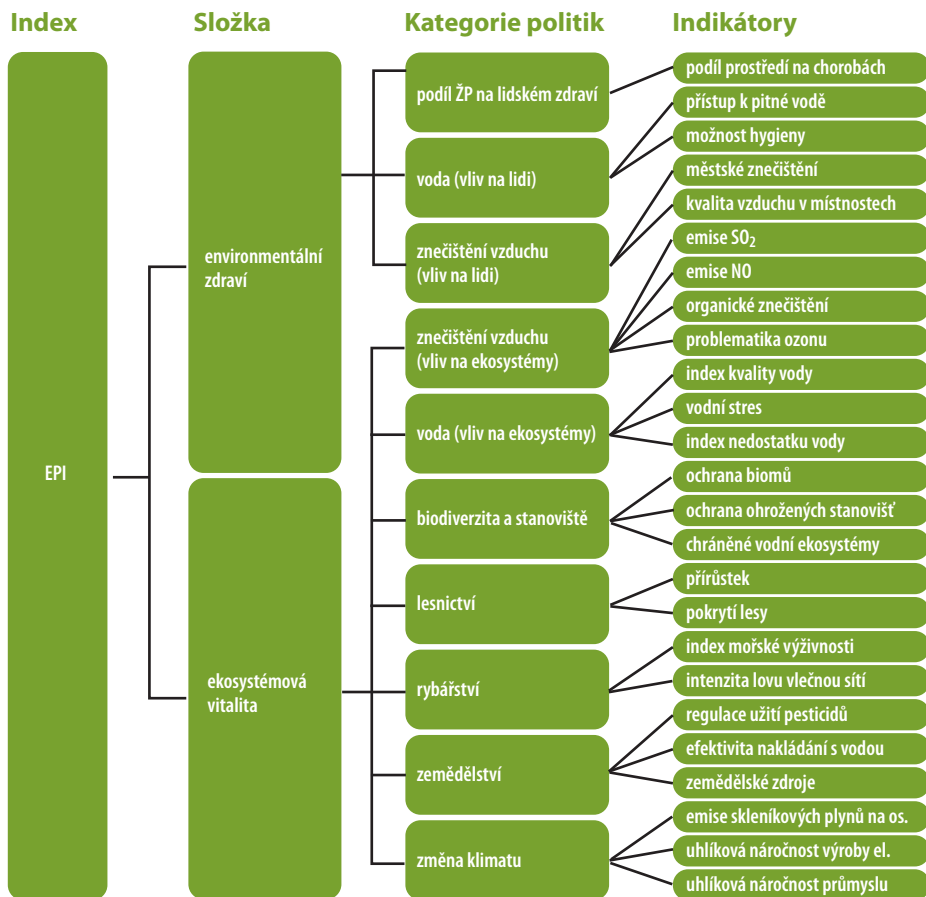 Index
Složka
Kategorie politik
Indikátory
EPI
environmentální
zdraví
ekosystémová
vitalita
podíl ŽP na lidském zdraví
voda (vliv na lidi)
znečištění vzduchu
(vliv na lidi)
znečištění vzduchu
(vliv na ekosystémy)
voda (vliv na ekosystémy)
biodiverzita a stanoviště
lesnictví
rybářství
zemědělství
změna klimatu
podíl prostředí na chorobách
přístup k pitné vodě
možnost hygieny
městské znečištění
kvalita vzduchu v místnostech
emise SO₂
emise NO
organické znečištění
problematika ozonu
index kvality vody
vodní stres
index nedostatku vody
ochrana biomů
ochrana ohrožených stanovišť
chráněné vodní ekosystémy
přírůstek
pokrytí lesy
index mořské výživnosti
intenzita lovu vlečnou sítí
regulace užití pesticidů
efektivita nakládání s vodou
zemědělské zdroje
emise skleníkových plynů na os.
uhlíková náročnost výroby el.
uhlíková náročnost průmyslu